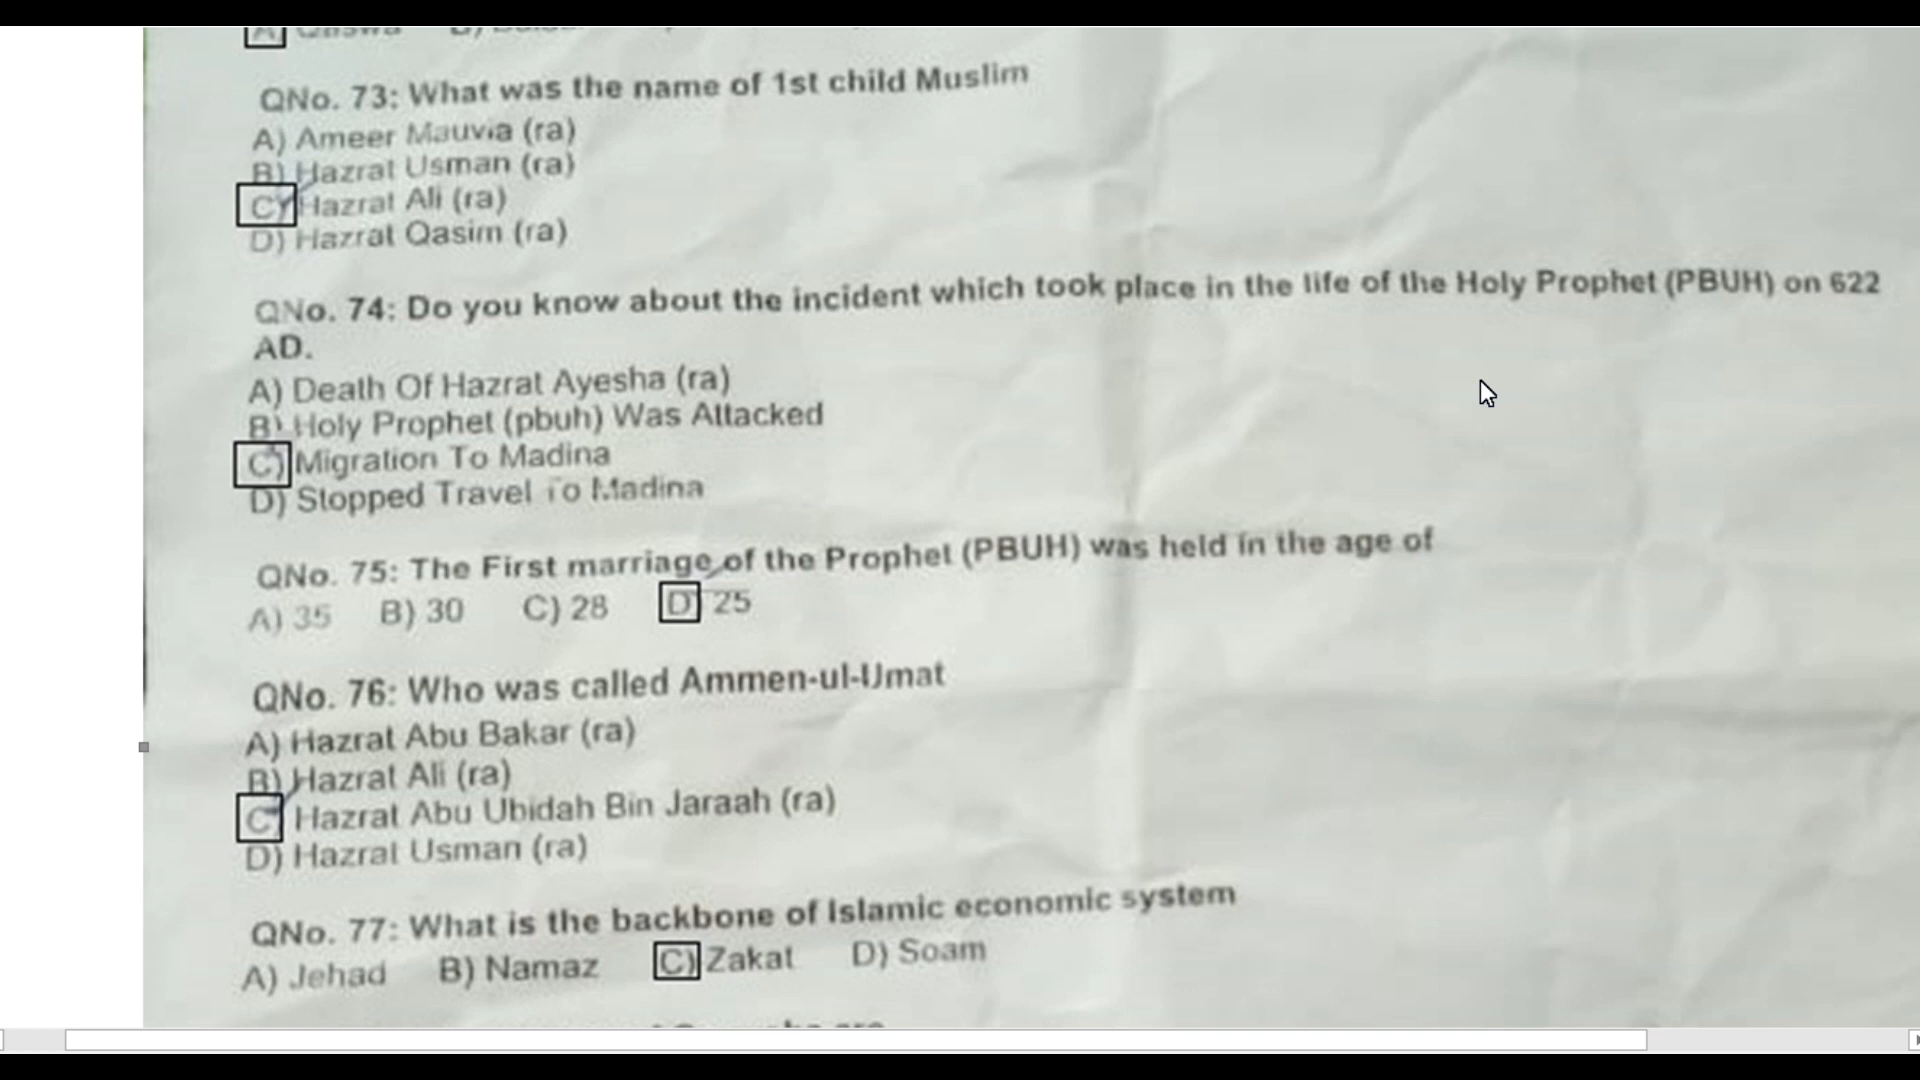 QNo. 73: What was the name of 1st child Muslim
A) Ameer Mauvia (ra)
B) Hazrat Usman (ra)
C) Hazrat Ali (ra)
D) Hazrat Qasim (ra)
QNo. 74: Do you know about the incident which took place in the life of the Holy Prophet (PBUH) on 622
AD.
A) Death Of Hazrat Ayesha (ra)
B) Holy Prophet (pbuh) Was Attacked
C) Migration To Madina
D) Stopped Travel To Madina
QNo. 75: The First marriage of the Prophet (PBUH) was held in the age of
A) 35 B) 30 C) 28 D) 25
QNo. 76: Who was called Ammen-ul-Umat
A) Hazrat Abu Bakar (ra)
B) Hazrat Ali (ra)
C) Hazrat Abu Ubidah Bin Jaraah (ra)
D) Hazrat Usman (ra)
QNo. 77: What is the backbone of Islamic economic system
A) Jehad B) Namaz C) Zakat D) Soam